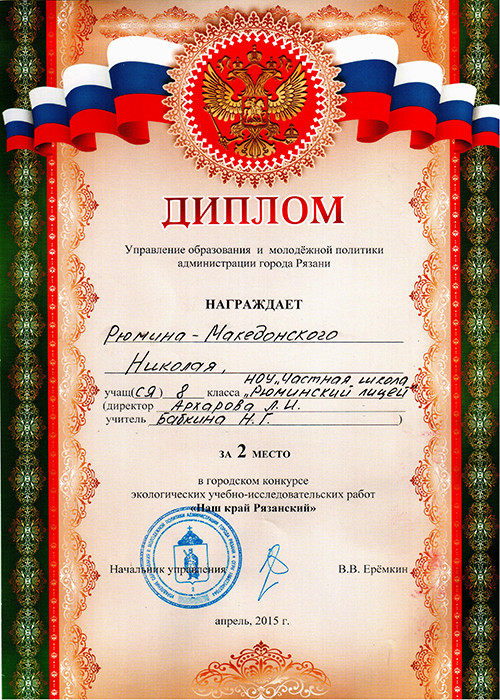 ДИПЛОМ
Управление образования и молодёжной политики
администрации города Рязани
НАГРАЖДАЕТ
Рюмина-Македонского
Николая,
НОУ „Частная школа
учащ(ся) 8 класса „Рюминский лицей"
(директор Архарова Л.И.
учитель Бабкина Н.Г. )
ЗА 2 МЕСТО
в городском конкурсе
экологических учебно-исследовательских работ
«Наш край Рязанский»
Начальник управления В.В. Ерёмкин
апрель, 2015 г.